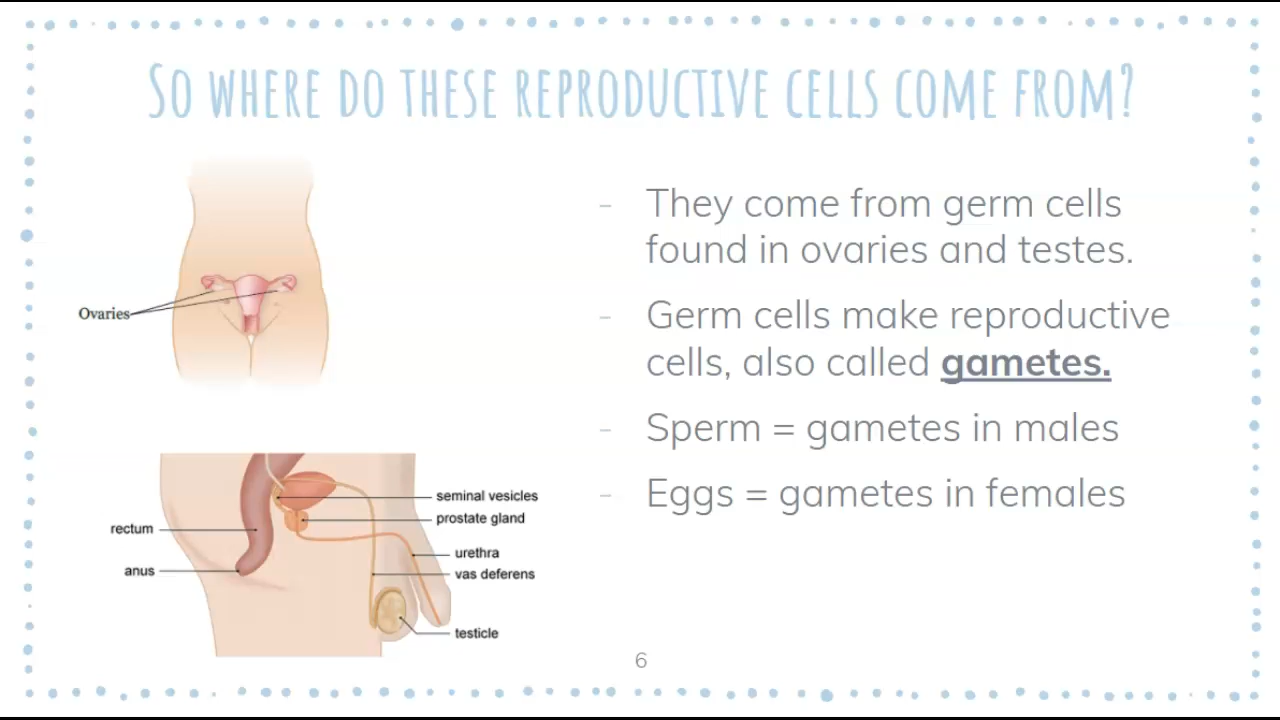 So where do these reproductive cells come from?
Ovaries
- They come from germ cells
found in ovaries and testes.
- Germ cells make reproductive
cells, also called gametes.
- Sperm = gametes in males
- Eggs = gametes in females
seminal vesicles
prostate gland
rectum
urethra
anus
vas deferens
testicle
6